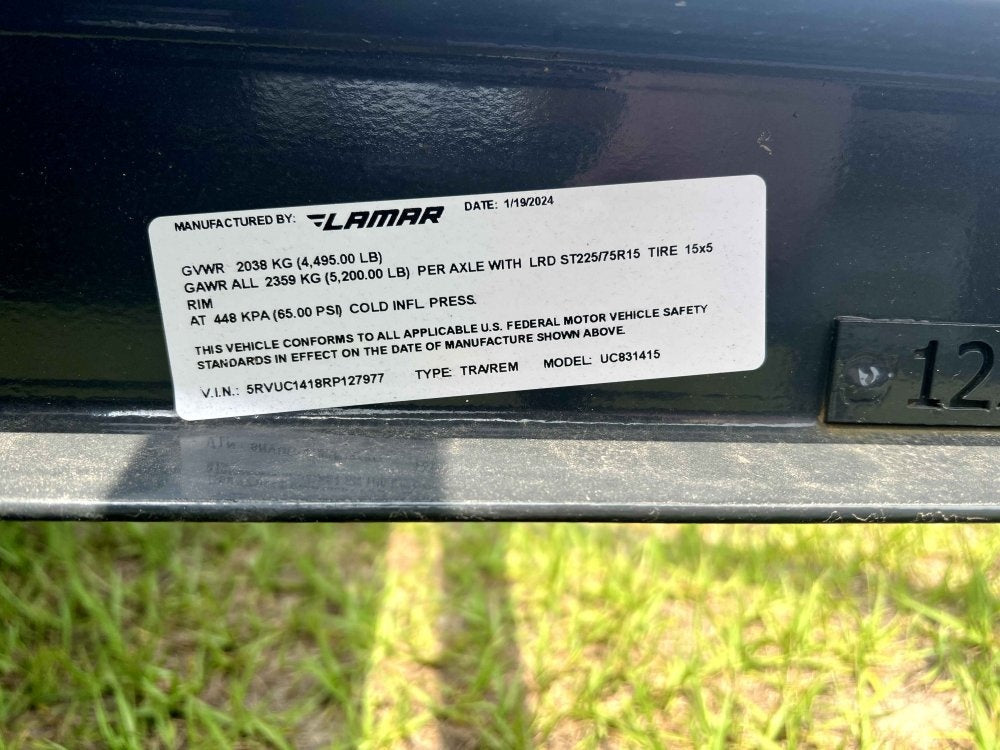 MANUFACTURED BY: LAMAR DATE: 1/19/2024
GVWR 2038 KG (4,495.00 LB)
GAWR ALL 2359 KG (5,200.00 LB) PER AXLE WITH LRD ST225/75R15 TIRE 15x5
RIM
AT 448 KPA (65.00 PSI) COLD INFL. PRESS.
THIS VEHICLE CONFORMS TO ALL APPLICABLE U.S. FEDERAL MOTOR VEHICLE SAFETY
STANDARDS IN EFFECT ON THE DATE OF MANUFACTURE SHOWN ABOVE.
V.I.N.: 5RVUC1418RP127977 TYPE: TRA/REM MODEL: UC831415
12